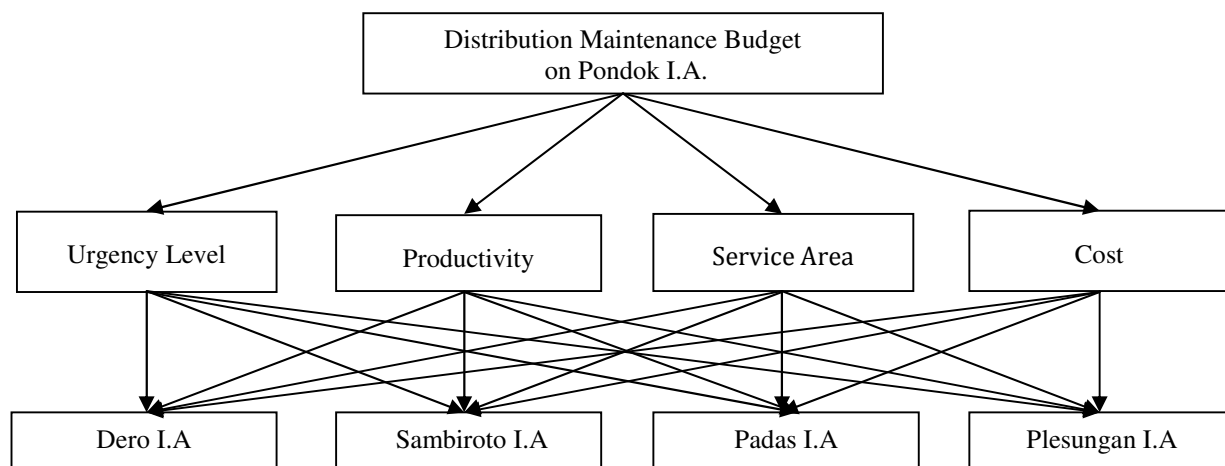 Distribution Maintenance Budget
on Pondok I.A.
Urgency Level
Productivity
Service Area
Cost
Dero I.A
Sambiroto I.A
Padas I.A
Plesungan I.A